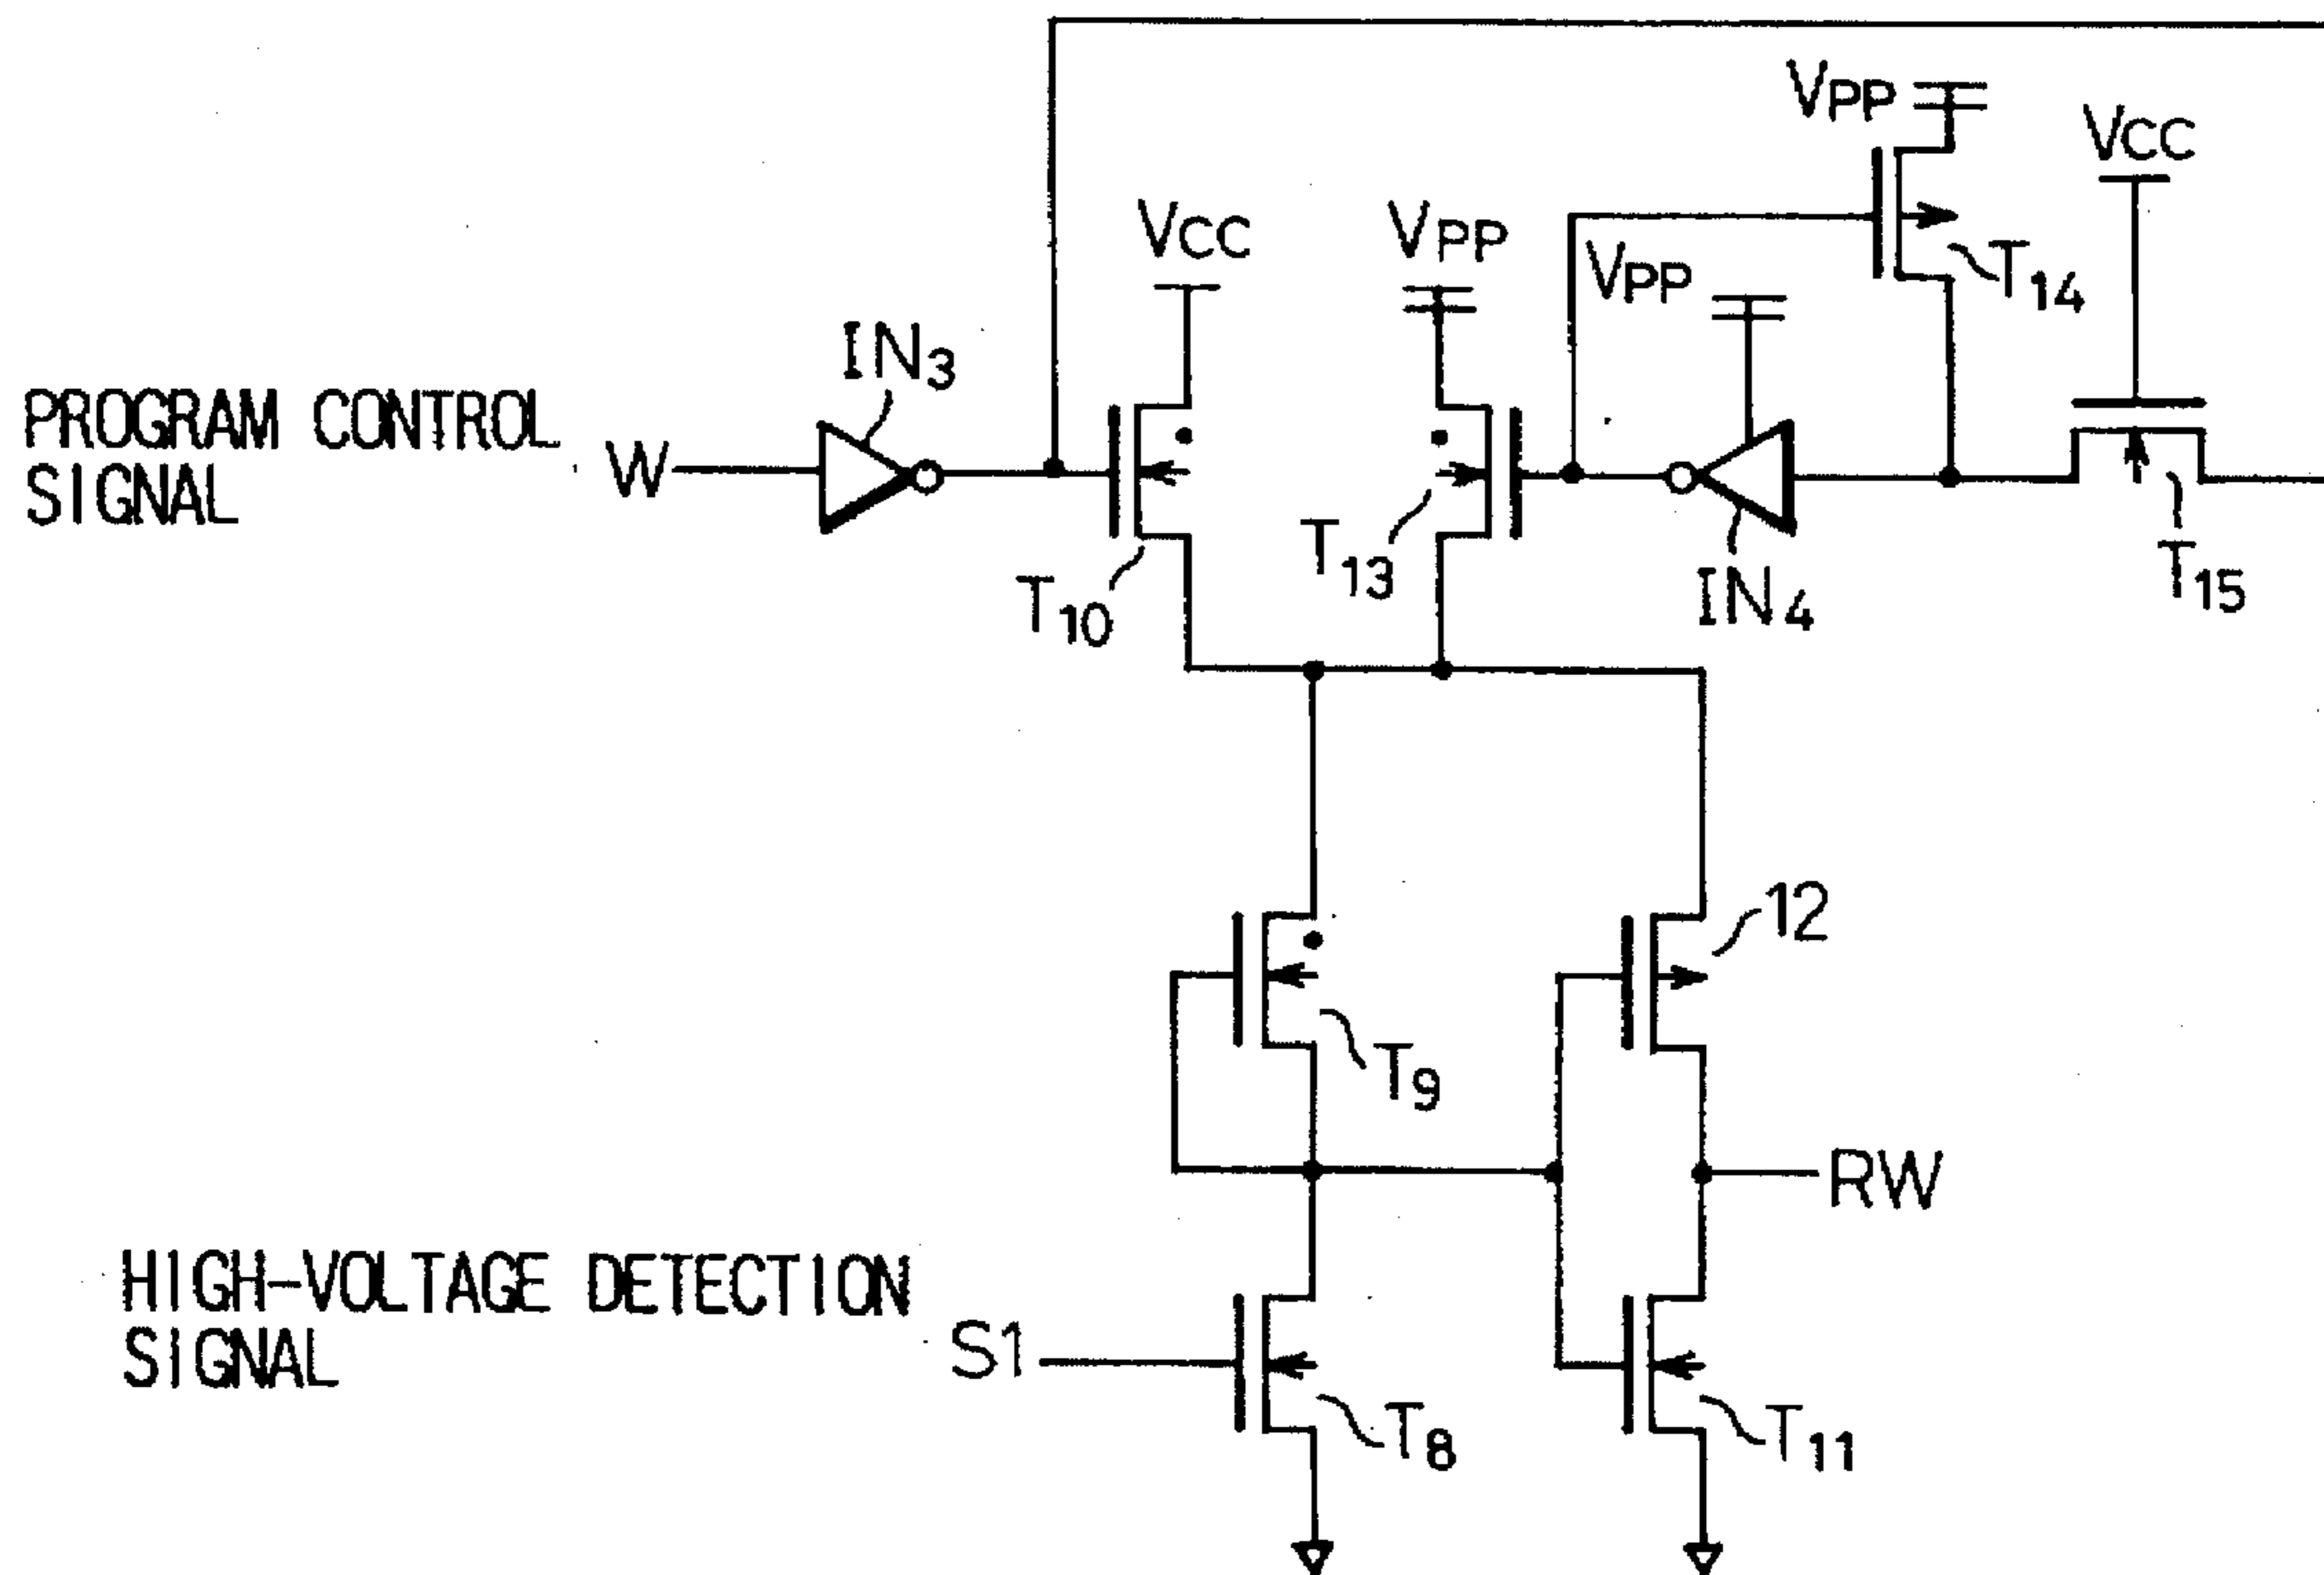 VPP
VCC
VCC
VPP
VPP
T14
IN3
PROGRAM CONTROL
SIGNAL
W
T10
T13
IN4
T15
12
T9
RW
HIGH-VOLTAGE DETECTION
SIGNAL
S1
T8
T11